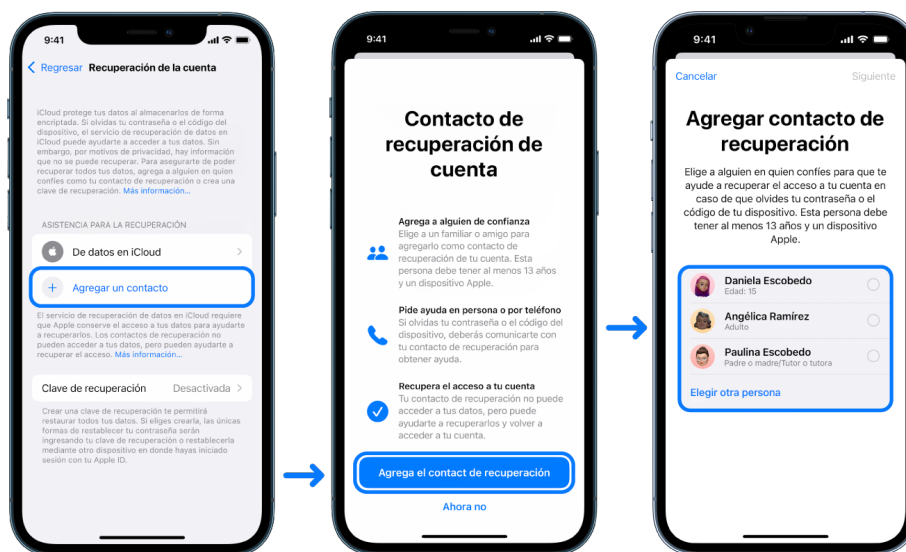 9:41
Regresar Recuperación de la cuenta
iCloud protege tus datos al almacenarlos de forma
encriptada. Si olvidas tu contraseña o el código del
dispositivo, el servicio de recuperación de datos en
iCloud puede ayudarte a acceder a tus datos. Sin
embargo, por motivos de privacidad, hay información
que no se puede recuperar. Para asegurarte de poder
recuperar todos tus datos, agrega a alguien en quien
confíes como tu contacto de recuperación o crea una
clave de recuperación. Más información...
ASISTENCIA PARA LA RECUPERACIÓN
De datos en iCloud
Agregar un contacto
El servicio de recuperación de datos en iCloud requiere
que Apple conserve el acceso a tus datos para ayudarte
a recuperarlos. Los contactos de recuperación no
pueden acceder a tus datos, pero pueden ayudarte a
recuperar el acceso. Más información...
Clave de recuperación Desactivada
Crear una clave de recuperación te permitirá
restaurar todos tus datos. Si eliges crearla, las únicas
formas de restablecer tu contraseña serán
ingresando tu clave de recuperación o restablecerla
mediante otro dispositivo en donde hayas iniciado
sesión con tu Apple ID.
9:41
Contacto de
recuperación de
cuenta
Agrega a alguien de confianza
Elige a un familiar o amigo para
agregarlo como contacto de
recuperación de tu cuenta. Esta
persona debe tener al menos 13 años
y un dispositivo Apple.
Pide ayuda en persona o por teléfono
Si olvidas tu contraseña o el código del
dispositivo, deberás comunicarte con
tu contacto de recuperación para
obtener ayuda.
Recupera el acceso a tu cuenta
Tu contacto de recuperación no puede
acceder a tus datos, pero puede
ayudarte a recuperarlos y volver a
acceder a tu cuenta.
Agrega el contact de recuperación
Ahora no
9:41
Cancelar Siguiente
Agregar contacto de
recuperación
Elige a alguien en quien confíes para que te
ayude a recuperar el acceso a tu cuenta en
caso de que olvides tu contraseña o el
código de tu dispositivo. Esta persona debe
tener al menos 13 años y un dispositivo
Apple.
Daniela Escobedo
Edad: 15
Angélica Ramírez
Adulto
Paulina Escobedo
Padre o madre/Tutor o tutora
Elegir otra persona